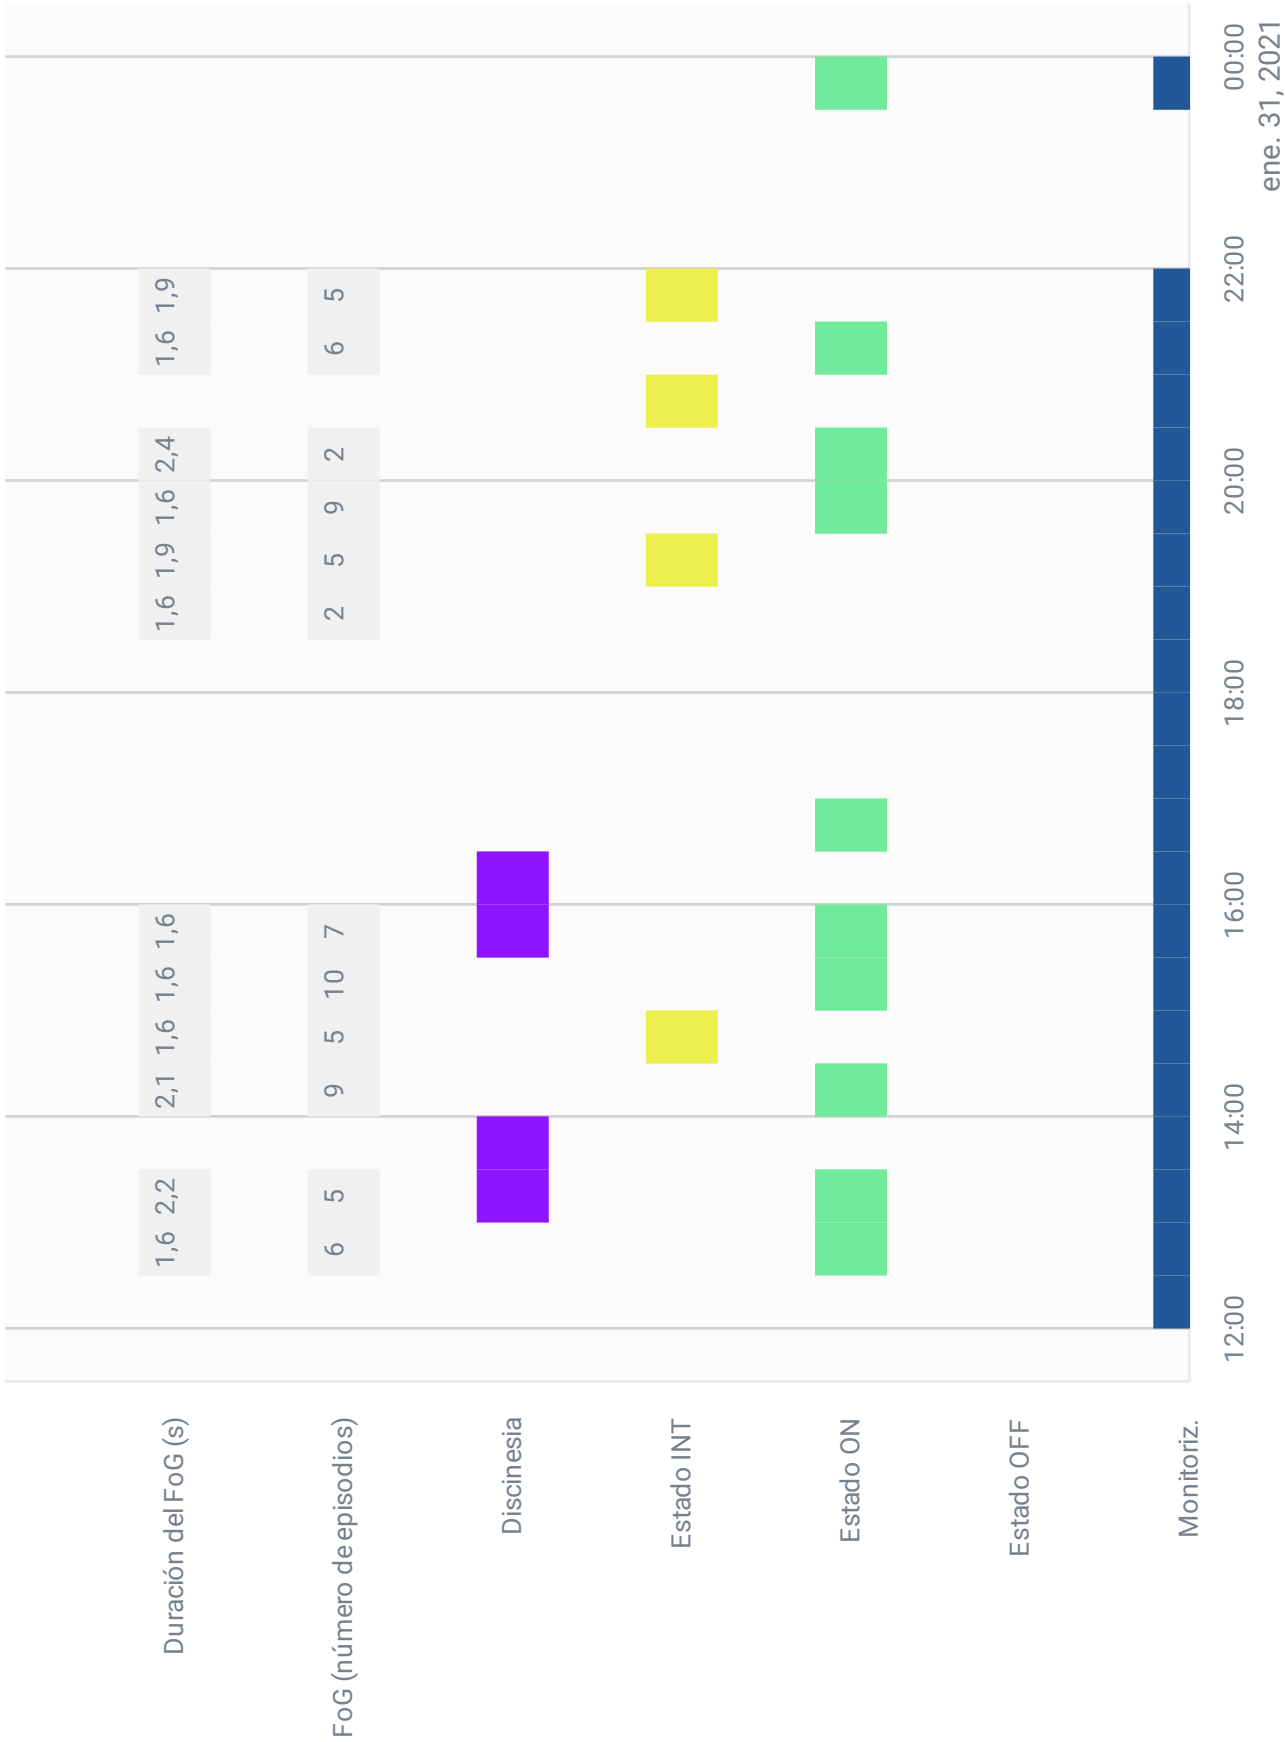 Duración del FoG (s) 1,6 2,2 2,1 1,6 1,6 1,6 1,6 1,9 1,6 2,4 1,6 1,9
FoG (número de episodios) 6 5 9 5 10 7 2 5 9 2 6 5
Discinesia
Estado INT
Estado ON
Estado OFF
Monitoriz.
12:00 14:00 16:00 18:00 20:00 22:00 00:00
ene. 31, 2021